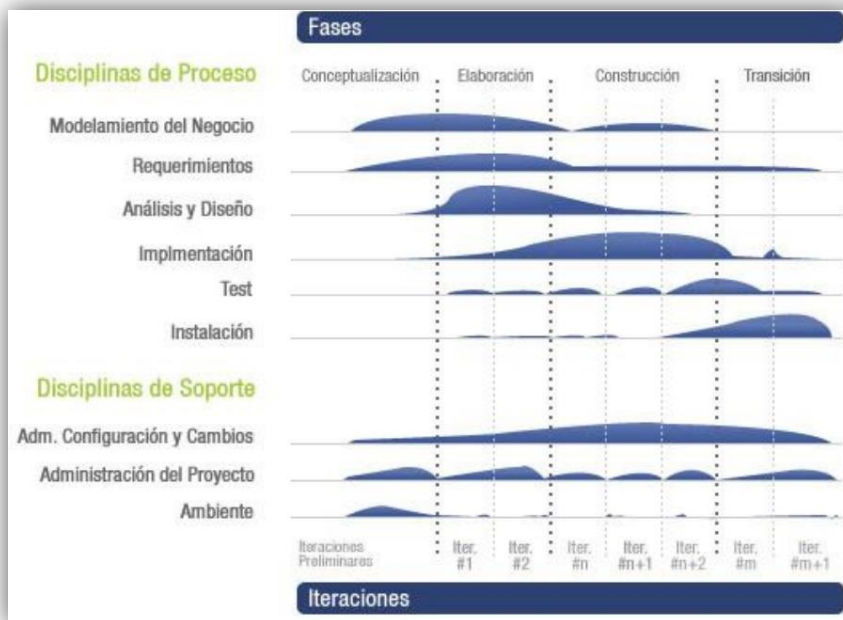 Fases
Disciplinas de Proceso
Conceptualización
Elaboración
Construcción
Transición
Modelamiento del Negocio
Requerimientos
Análisis y Diseño
Implmentación
Test
Instalación
Disciplinas de Soporte
Adm. Configuración y Cambios
Administración del Proyecto
Ambiente
Iteraciones
Preliminares
Iter.
#1
Iter.
#2
Iter.
#n
Iter.
#n+1
Iter.
#n+2
Iter.
#m
Iter.
#m+1
Iteraciones